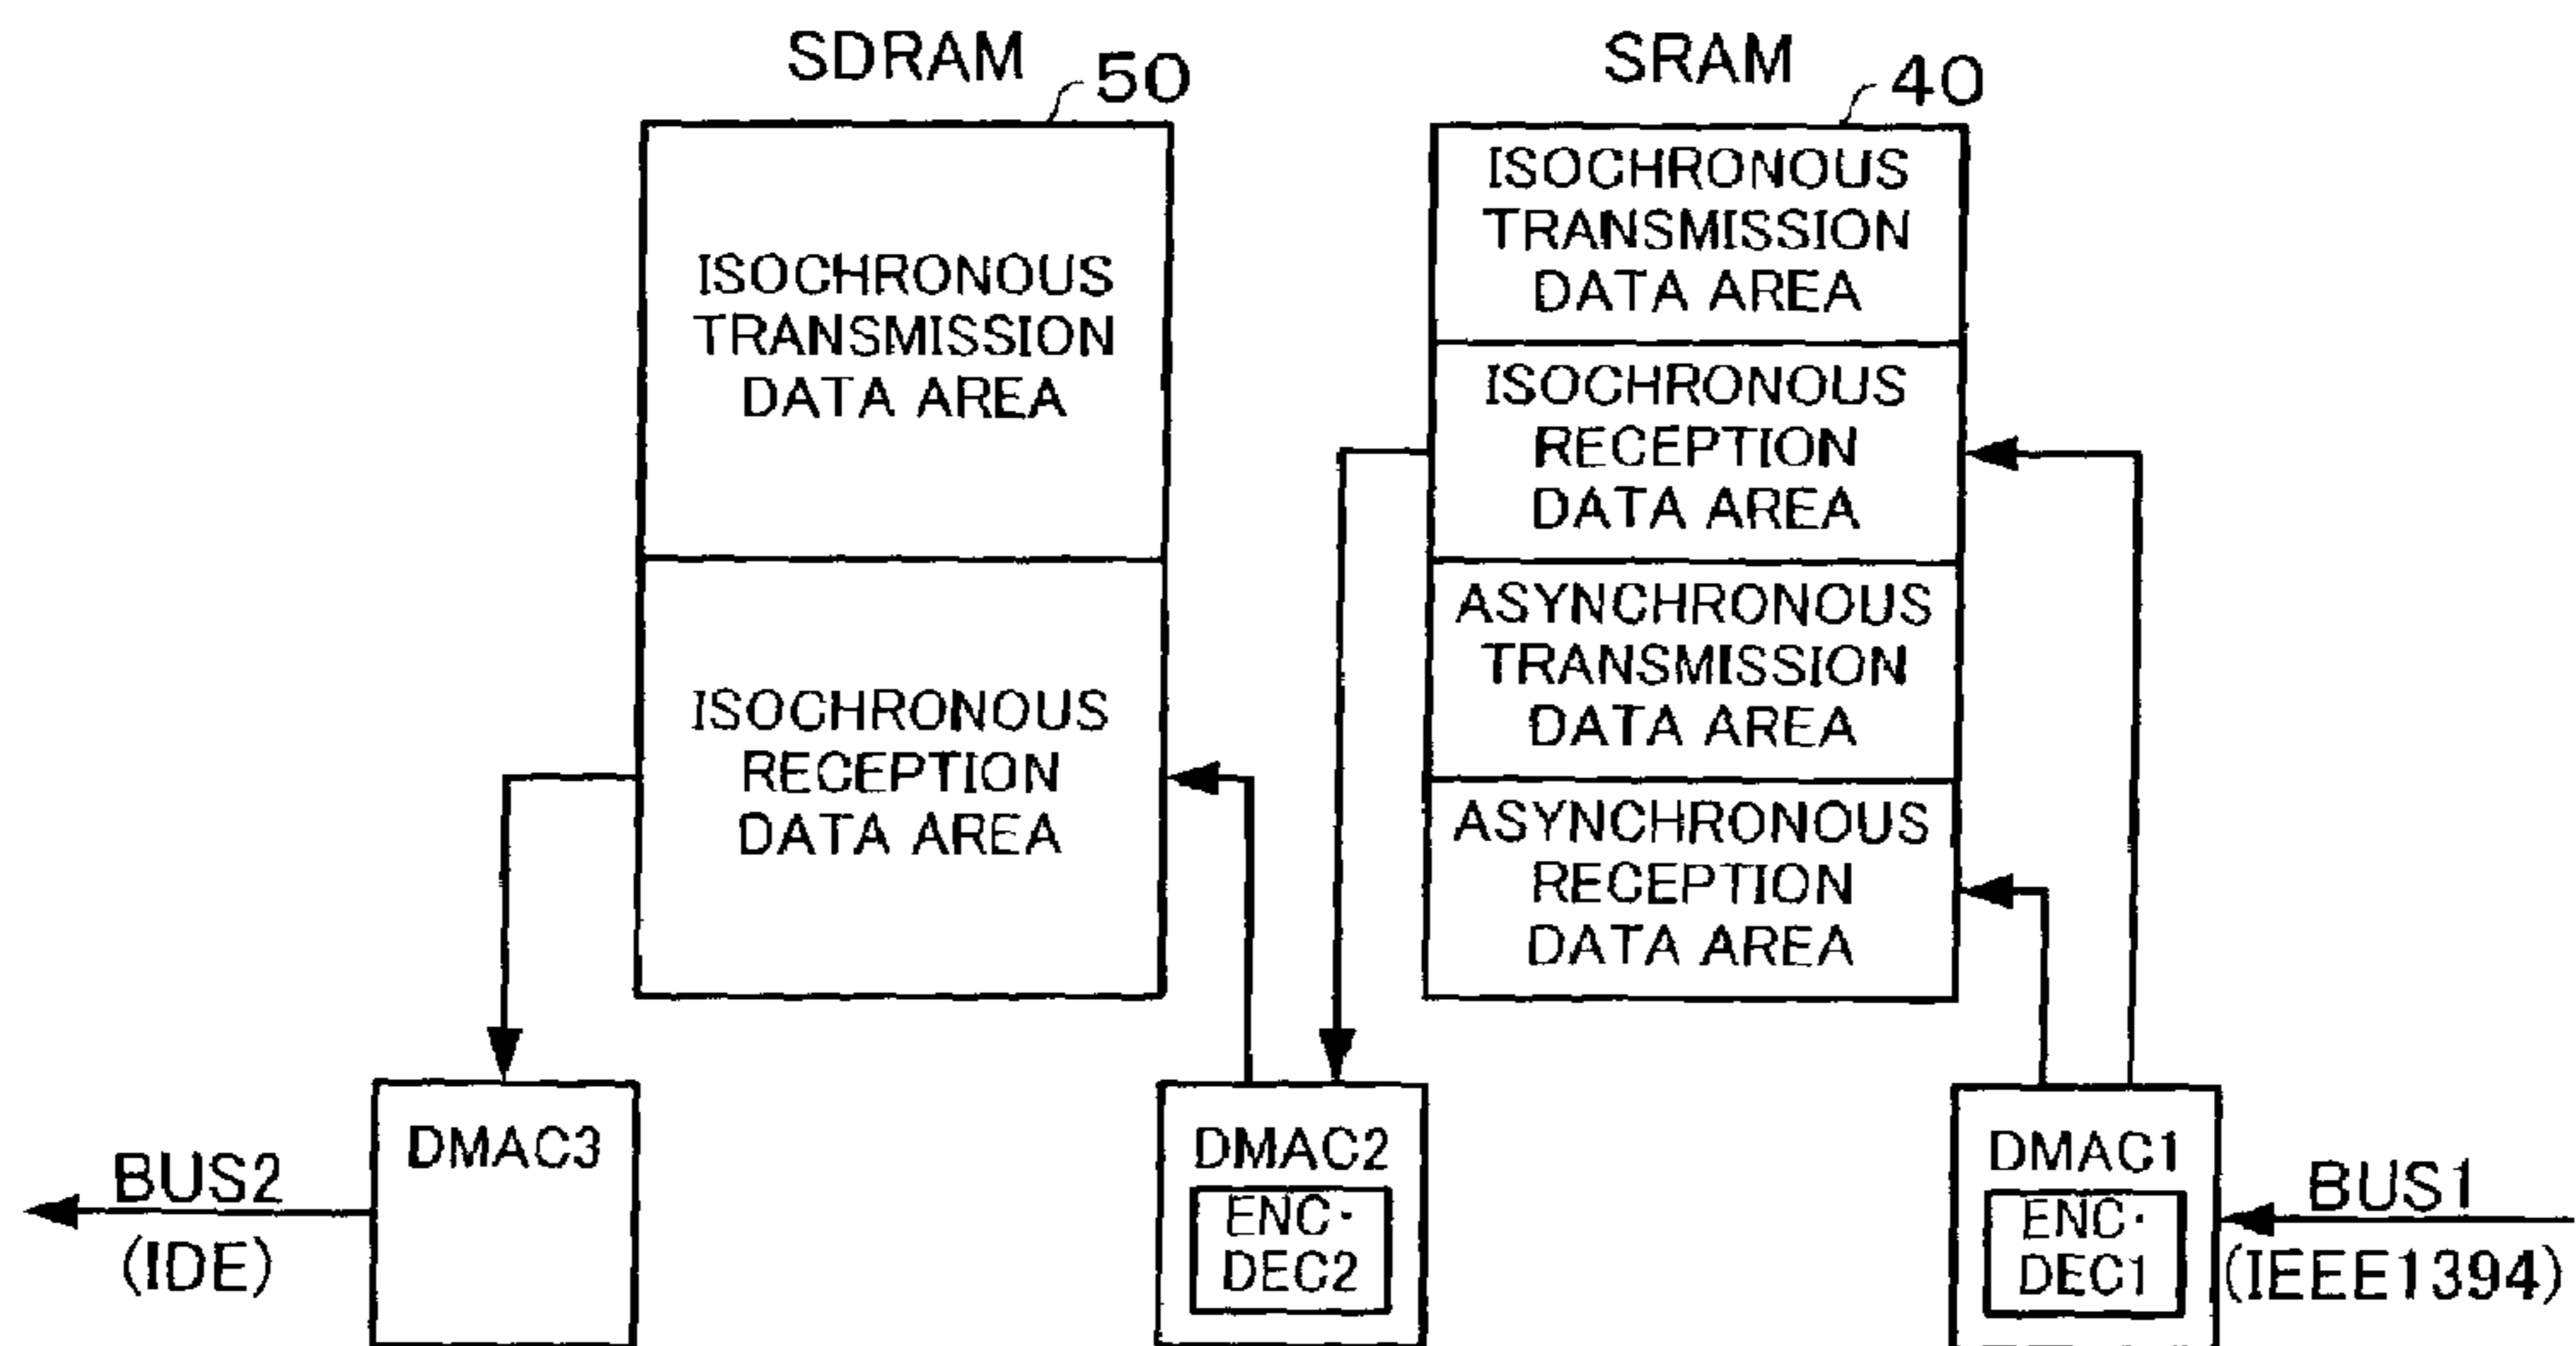 SDRAM
50
ISOCHRONOUS
TRANSMISSION
DATA AREA
ISOCHRONOUS
RECEPTION
DATA AREA
SRAM
40
ISOCHRONOUS
TRANSMISSION
DATA AREA
ISOCHRONOUS
RECEPTION
DATA AREA
ASYNCHRONOUS
TRANSMISSION
DATA AREA
ASYNCHRONOUS
RECEPTION
DATA AREA
BUS2
(IDE)
DMAC3
DMAC2
ENC·
DEC2
DMAC1
ENC·
DEC1
BUS1
(IEEE1394)